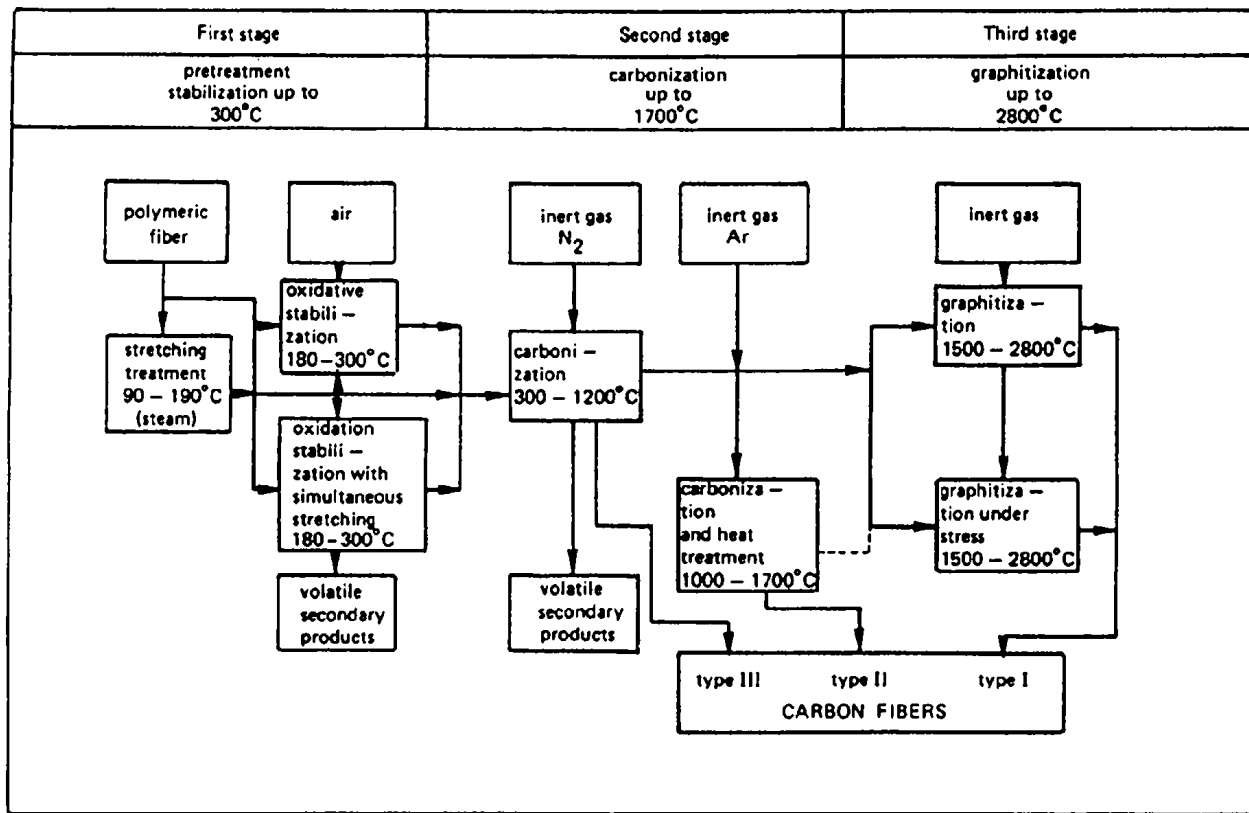 First stage
Second stage
Third stage
pretreatment
stabilization up to
300°C
carbonization
up to
1700°C
graphitization
up to
2800°C
polymeric
fiber
air
inert gas
N2
inert gas
Ar
inert gas
stretching
treatment
90 – 190°C
(steam)
oxidative
stabili –
zation
180–300°C
oxidation
stabili –
zation with
simultaneous
stretching
180–300°C
volatile
secondary
products
carboni –
zation
300 – 1200°C
volatile
secondary
products
carboniza –
tion
and heat
treatment
1000 – 1700°C
graphitiza –
tion
1500 – 2800°C
graphitiza –
tion under
stress
1500 – 2800°C
type III
type II
type I
CARBON FIBERS